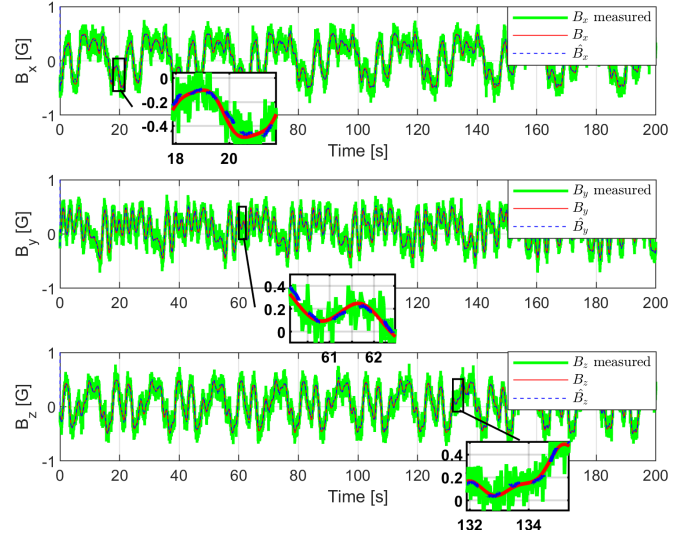 1
0
-1
B_x [G]
B_x measured
B_x
\hat{B}_x
0
-0.2
-0.4
18 20
0 20 40 60 80 100 120 140 160 180 200
Time [s]
1
0
-1
B_y [G]
B_y measured
B_y
\hat{B}_y
0 20 40 60 80 100 120 140 160 180 200
0.4
0.2
0
61 62
1
0
-1
B_z [G]
B_z measured
B_z
\hat{B}_z
0 20 40 60 80 100 120 140 160 180 200
Time [s]
0.4
0.2
0
132 134